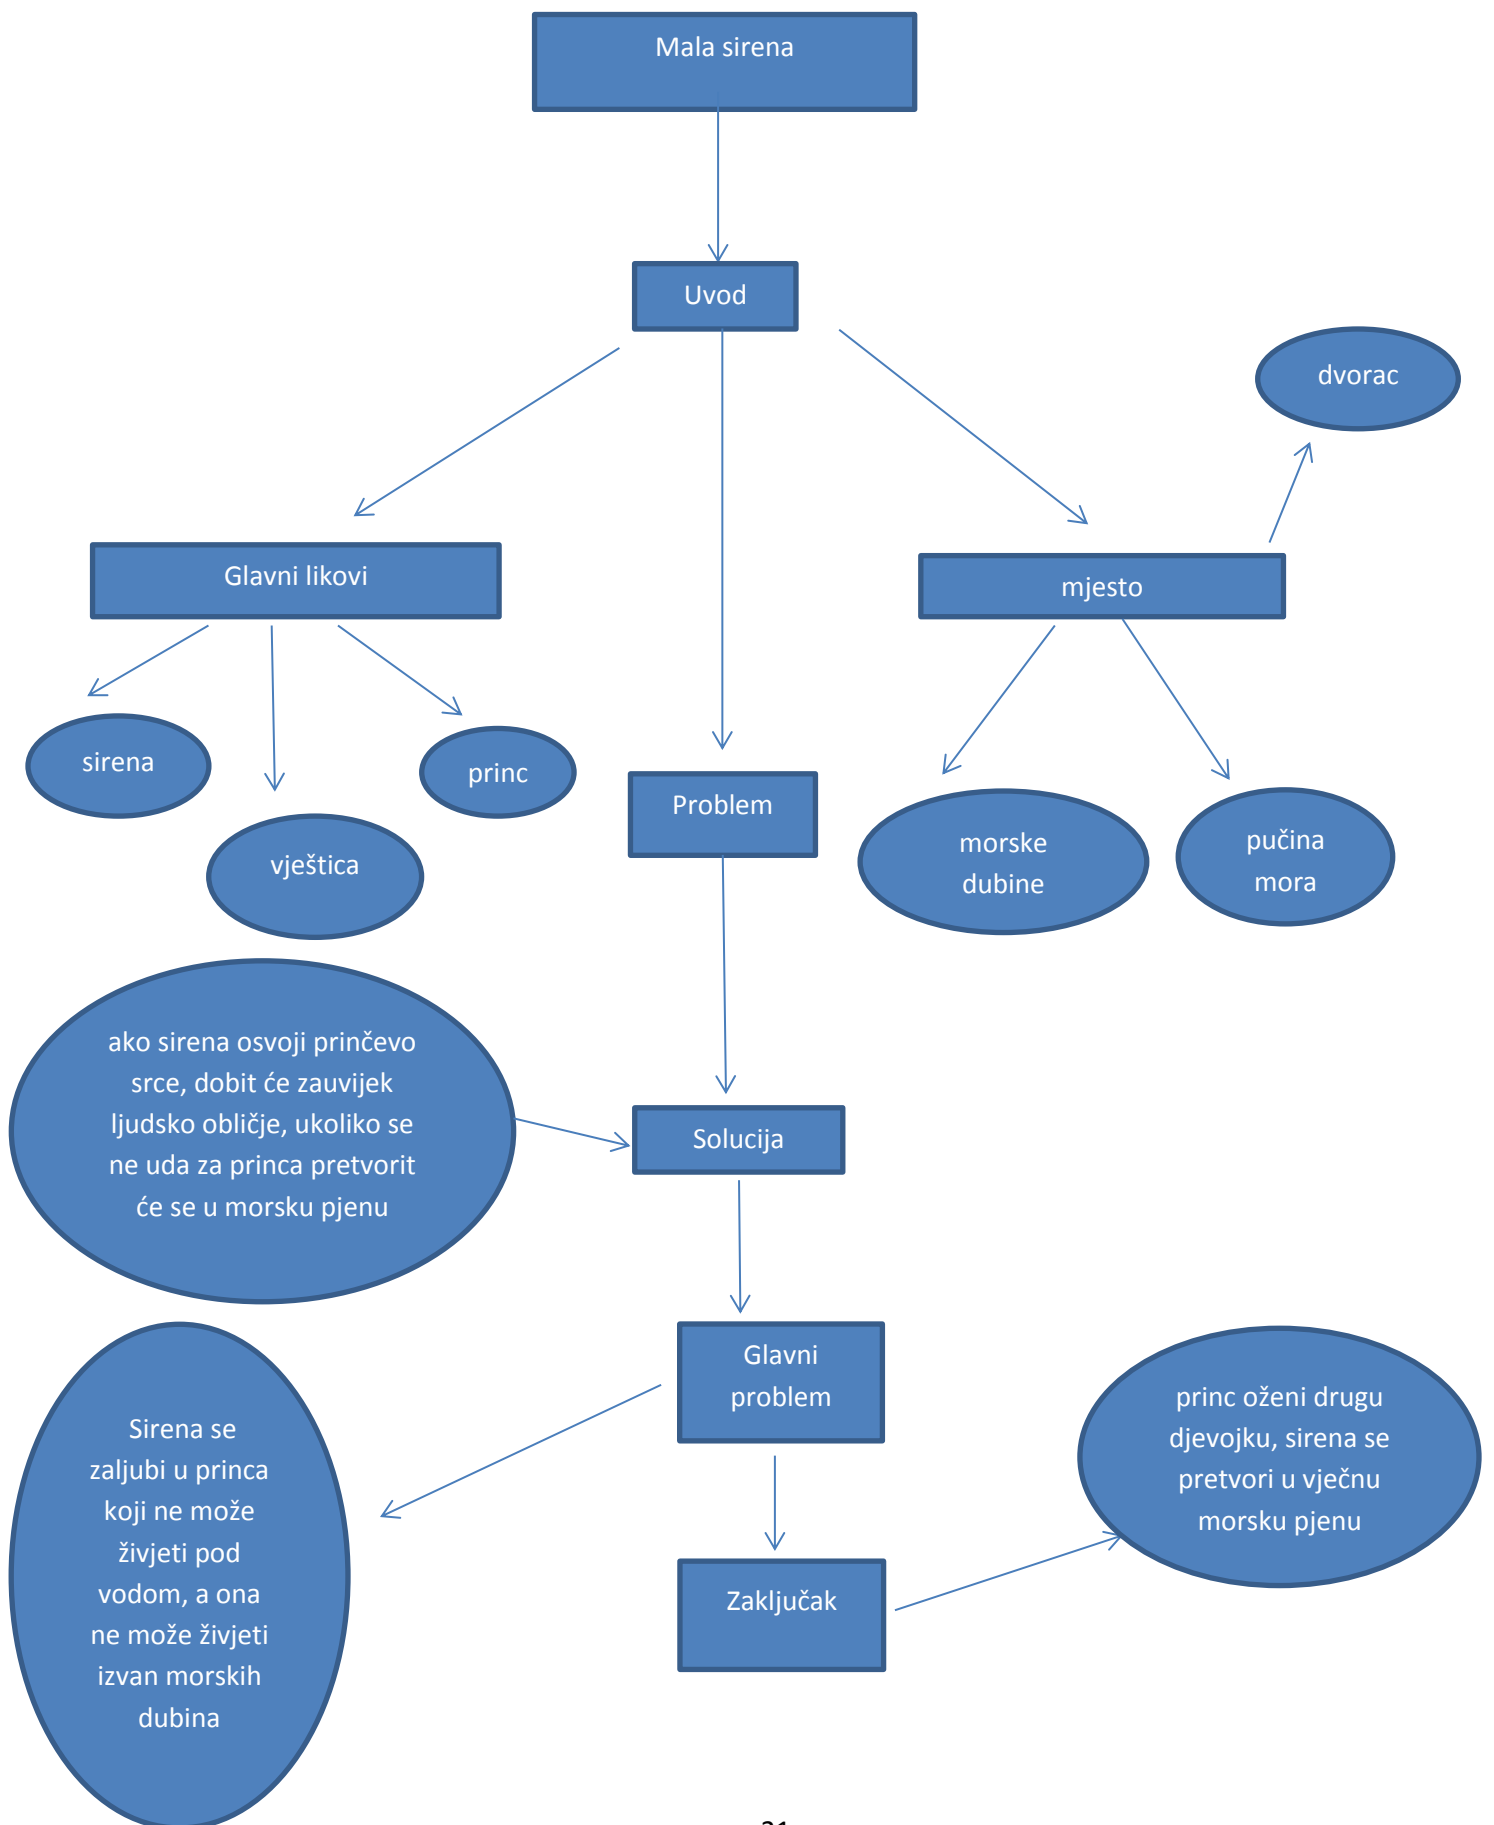 Mala sirena
Uvod
dvorac
Glavni likovi
mjesto
sirena
princ
vještica
Problem
morske
dubine
pučina
mora
ako sirena osvoji prinčevo
srce, dobit će zauvijek
ljudsko obličje, ukoliko se
ne uda za princa pretvorit
će se u morsku pjenu
Solucija
Glavni
problem
Sirena se
zaljubi u princa
koji ne može
živjeti pod
vodom, a ona
ne može živjeti
izvan morskih
dubina
princ oženi drugu
djevojku, sirena se
pretvori u vječnu
morsku pjenu
Zaključak